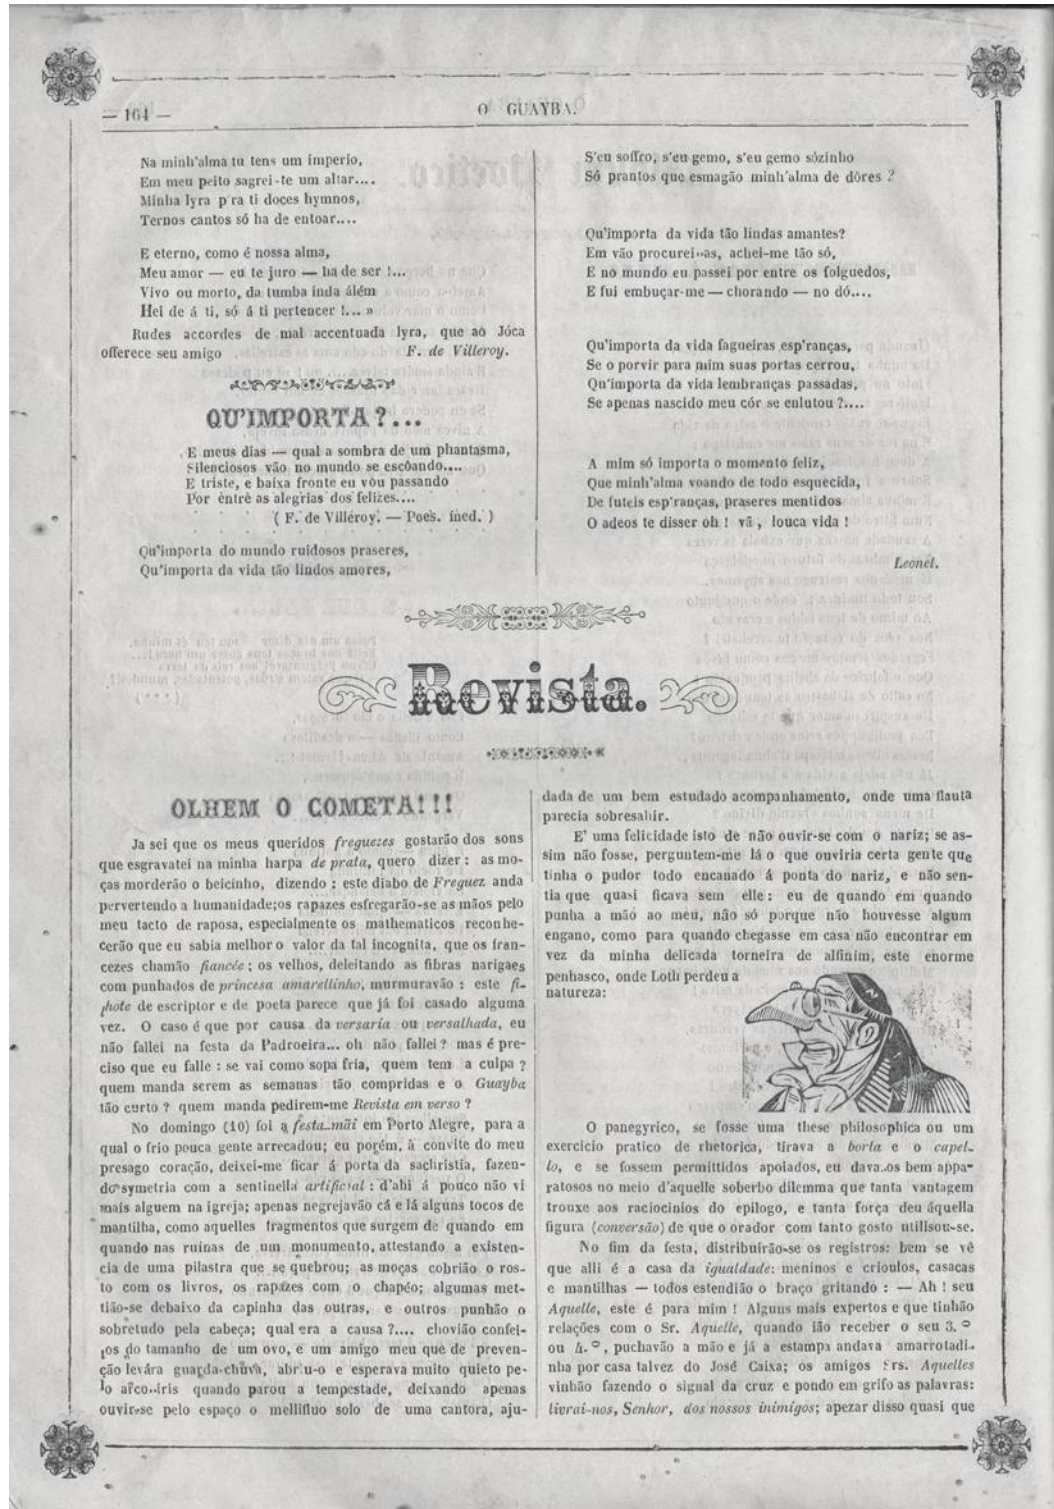 — 164 —
O GUAYBA.
Na minh'alma tu tens um imperio,
Em meu peito sagrei-te um altar....
Minha lyra p'ra ti doces hymnos,
Ternos cantos só ha de entoar....
E eterno, como é nossa alma,
Meu amor — eu te juro — ha de ser !...
Vivo ou morto, da tumba inda álém
Hei de á ti, só á ti pertencer !... »
Rudes accordes de mal accentuada lyra, que ao Jóca
offerece seu amigo F. de Villeroy.
QU'IMPORTA?...
E meus dias — qual a sombra de um phantasma,
Silenciosos vão no mundo se escôando....
E triste, e baixa fronte eu vou passando
Por entre as alegrias dos felizes....
( F. de Villéroy. — Poes. ined. )
Qu'importa do mundo ruidosos praseres,
Qu'importa da vida tão lindos amores,
S'eu soffro, s'eu gemo, s'eu gemo sózinho
Só prantos que esmagão minh'alma de dôres ?
Qu'importa da vida tão lindas amantes?
Em vão procurei-as, achei-me tão só,
E no mundo eu passei por entre os folguedos,
E fui embuçar-me — chorando — no dó....
Qu'importa da vida fagueiras esp'ranças,
Se o porvir para mim suas portas cerrou,
Qu'importa da vida lembranças passadas,
Se apenas nascido meu cór se enlutou ?....
A mim só importa o momento feliz,
Que minh'alma voando de todo esquecida,
De futeis esp'ranças, praseres mentidos
O adeos te disser oh ! vã , louca vida !
Leonel.
Revista.
OLHEM O COMETA!!!
Ja sei que os meus queridos freguezes gostarão dos sons
que esgravatei na minha harpa de prata, quero dizer : as mo-
ças morderão o beicinho, dizendo : este diabo de Freguez anda
pervertendo a humanidade;os rapazes esfregarão-se as mãos pelo
meu tacto de raposa, especialmente os mathematicos reconhe-
cerão que eu sabia melhor o valor da tal incognita, que os fran-
cezes chamão fiancée ; os velhos, deleitando as fibras narigaes
com punhados de princesa amarellinho, murmuravão : este fi-
lhote de escriptor e de poeta parece que já foi casado alguma
vez. O caso é que por causa da versaria ou versalhada, eu
não fallei na festa da Padroeira... oh não fallei ? mas é pre-
ciso que eu falle : se vai como sopa fria, quem tem a culpa ?
quem manda serem as semanas tão compridas e o Guayba
tão curto ? quem manda pedirem-me Revista em verso ?
No domingo (10) foi a festa-mãi em Porto Alegre, para a
qual o frio pouca gente arrecadou; eu porém, à convite do meu
presago coração, deixei-me ficar á porta da sachristia, fazen-
do symetria com a sentinella artificial : d'ahi á pouco não vi
mais alguem na igreja; apenas negrejavão cá e lá alguns tocos de
mantilha, como aquelles fragmentos que surgem de quando em
quando nas ruinas de um monumento, attestando a existen-
cia de uma pilastra que se quebrou; as moças cobrião o ros-
to com os livros, os rapazes com o chapéo; algumas met-
tião-se debaixo da capinha das outras, e outros punhão o
sobretudo pela cabeça; qual era a causa ?.... chovião confei-
tos do tamanho de um ovo, e um amigo meu que de preven-
ção levára guarda-chuva, abriu-o e esperava muito quieto pe-
lo arco-iris quando parou a tempestade, deixando apenas
ouvir-se pelo espaço o mellifluo solo de uma cantora, aju-
dada de um bem estudado acompanhamento, onde uma flauta
parecia sobresahir.
E' uma felicidade isto de não ouvir-se com o nariz; se as-
sim não fosse, perguntem-me lá o que ouviria certa gente que
tinha o pudor todo encanado á ponta do nariz, e não sen-
tia que quasi ficava sem elle : eu de quando em quando
punha a mão ao meu, não só porque não houvesse algum
engano, como para quando chegasse em casa não encontrar em
vez da minha delicada torneira de alfinim, este enorme
penhasco, onde Loth perdeu a
natureza:
O panegyrico, se fosse uma these philosophica ou um
exercicio pratico de rhetorica, tirava a borla e o capel-
lo, e se fossem permittidos apoiados, eu dava-os bem appa-
ratosos no meio d'aquelle soberbo dilemma que tanta vantagem
trouxe aos raciocinios do epilogo, e tanta força deu áquella
figura (conversão) de que o orador com tanto gosto utilisou-se.
No fim da festa, distribuirão-se os registros: bem se vê
que alli é a casa da igualdade: meninos e crioulos, casacas
e mantilhas — todos estendião o braço gritando : — Ah ! seu
Aquelle, este é para mim ! Alguns mais expertos e que tinhão
relações com o Sr. Aquelle, quando ião receber o seu 3.º
ou 4.º, puchavão a mão e já a estampa andava amarrotadi-
nha por casa talvez do José Caixa; os amigos Srs. Aquelles
vinhão fazendo o signal da cruz e pondo em grifo as palavras:
livrai-nos, Senhor, dos nossos inimigos; apezar disso quasi que